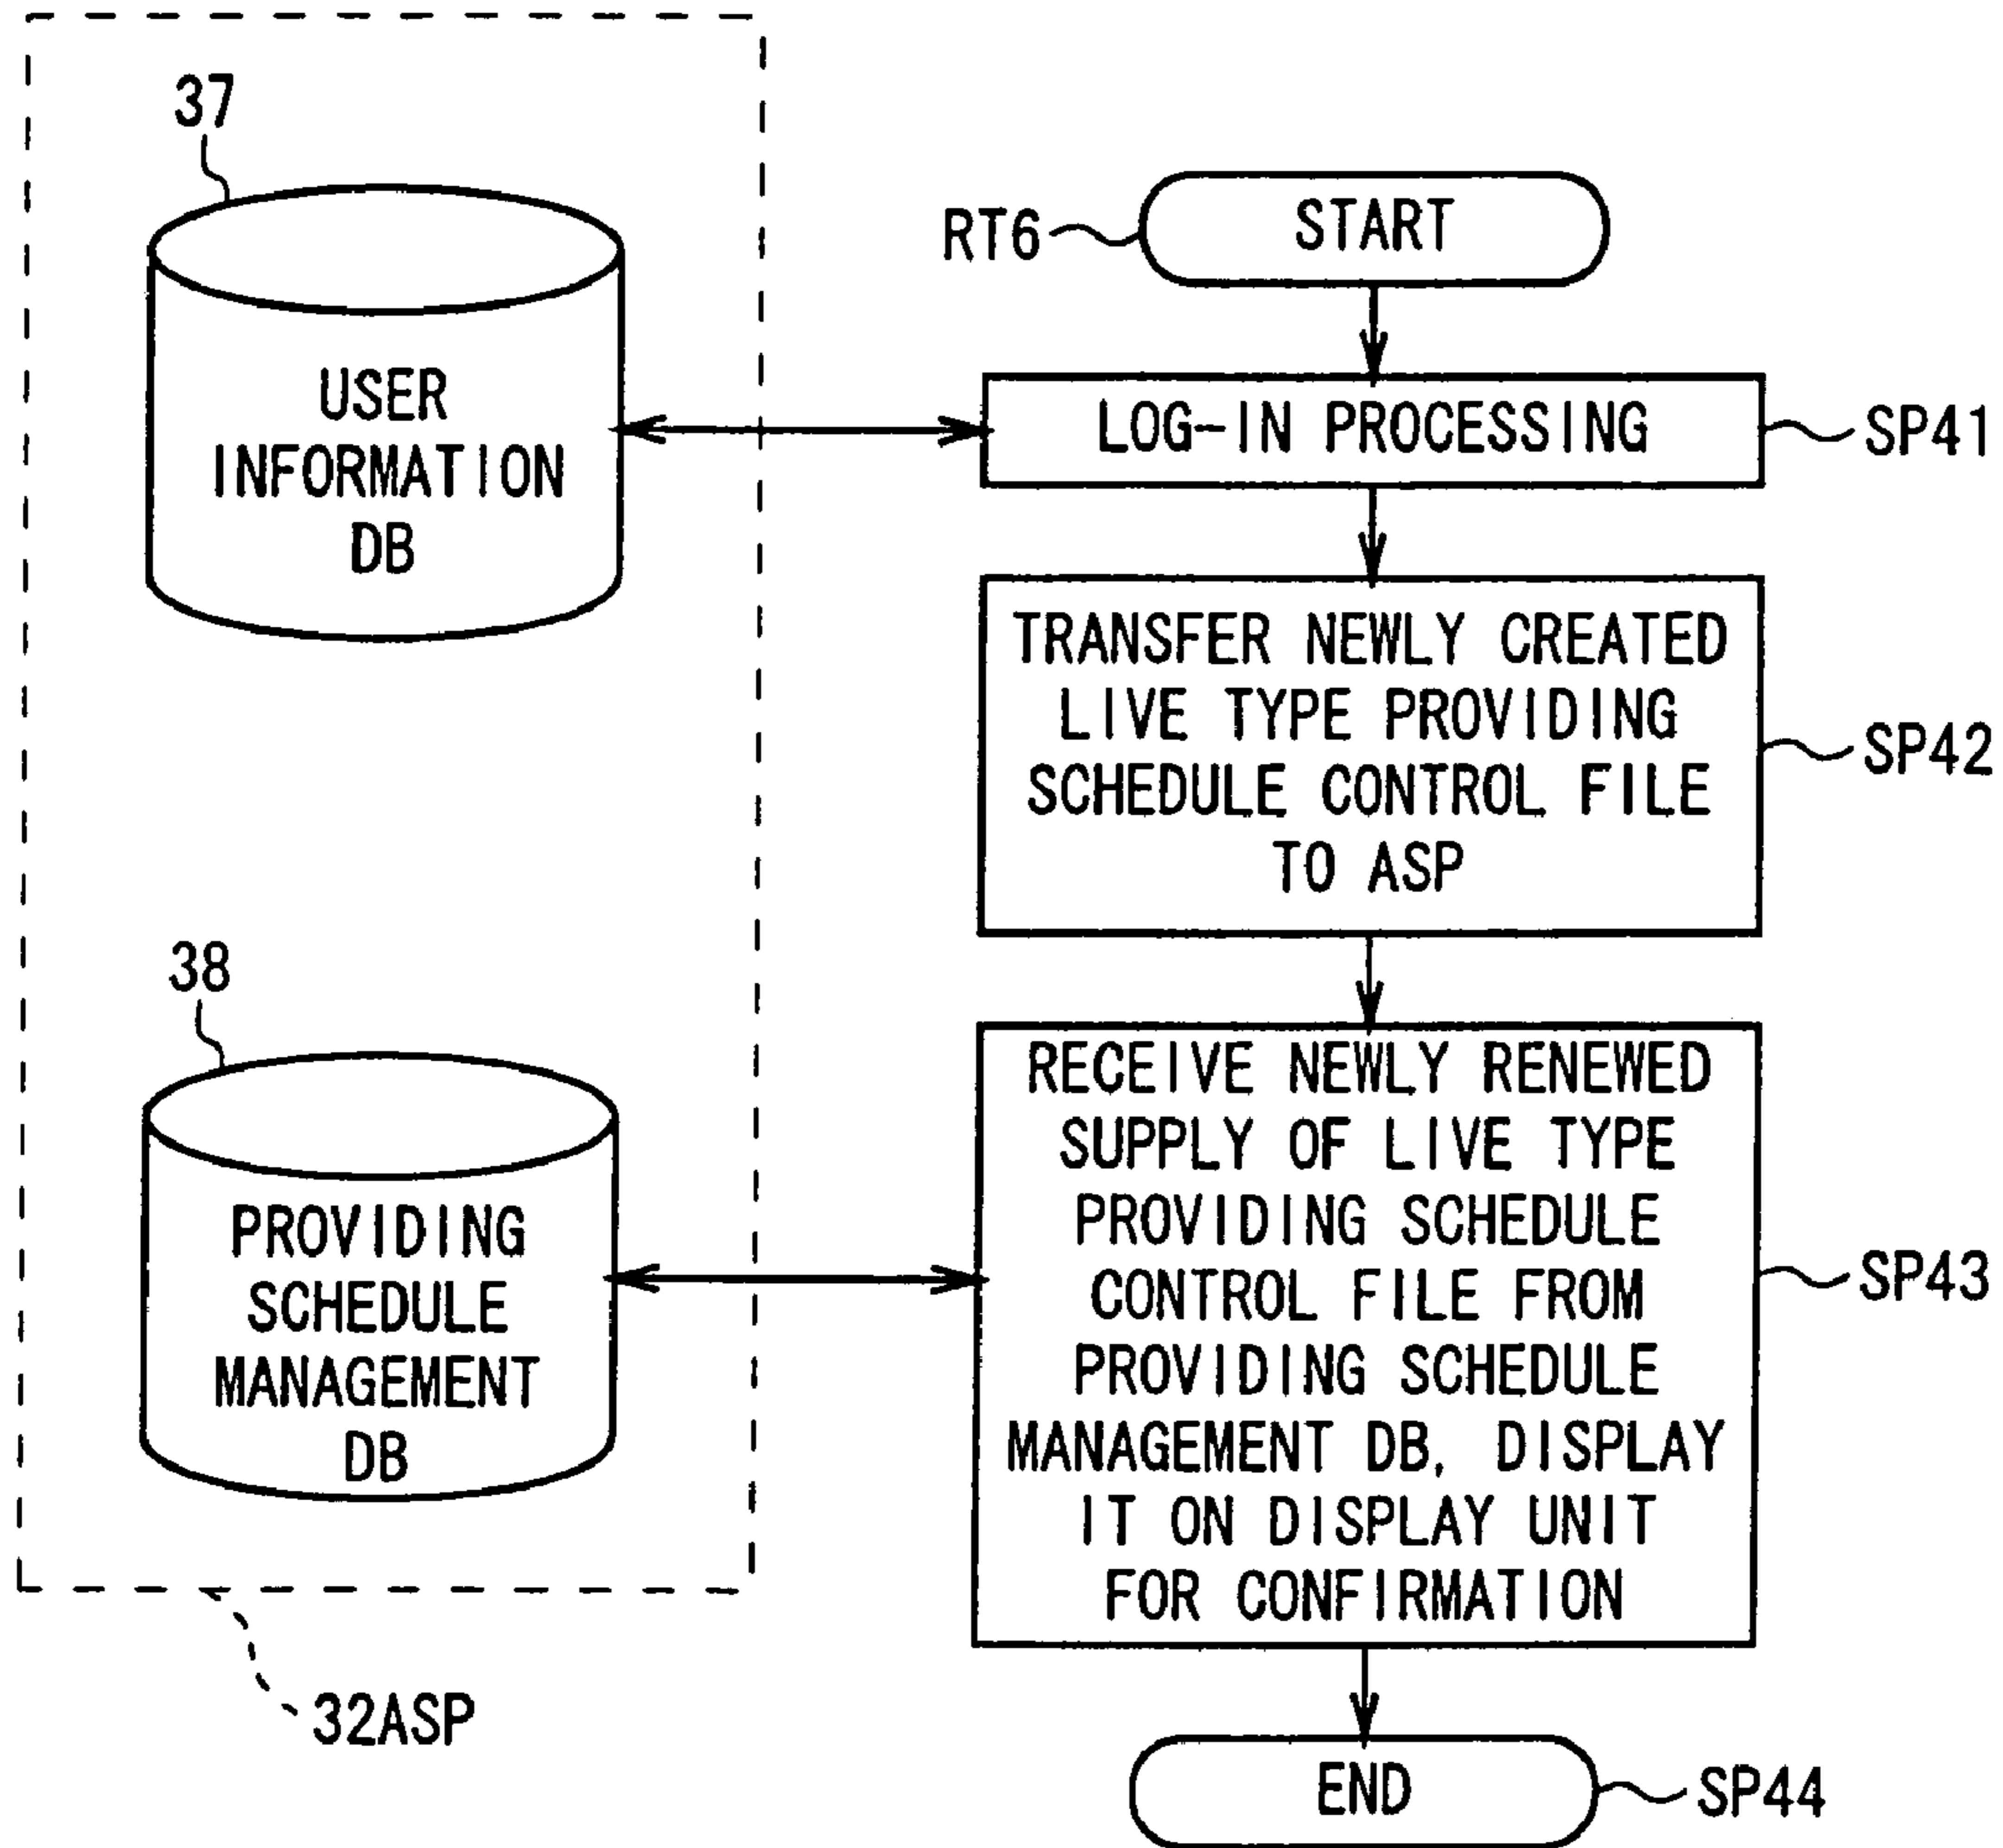 37
USER
INFORMATION
DB
38
PROVIDING
SCHEDULE
MANAGEMENT
DB
32ASP
RT6
START
LOG-IN PROCESSING
SP41
TRANSFER NEWLY CREATED
LIVE TYPE PROVIDING
SCHEDULE CONTROL FILE
TO ASP
SP42
RECEIVE NEWLY RENEWED
SUPPLY OF LIVE TYPE
PROVIDING SCHEDULE
CONTROL FILE FROM
PROVIDING SCHEDULE
MANAGEMENT DB, DISPLAY
IT ON DISPLAY UNIT
FOR CONFIRMATION
SP43
END
SP44